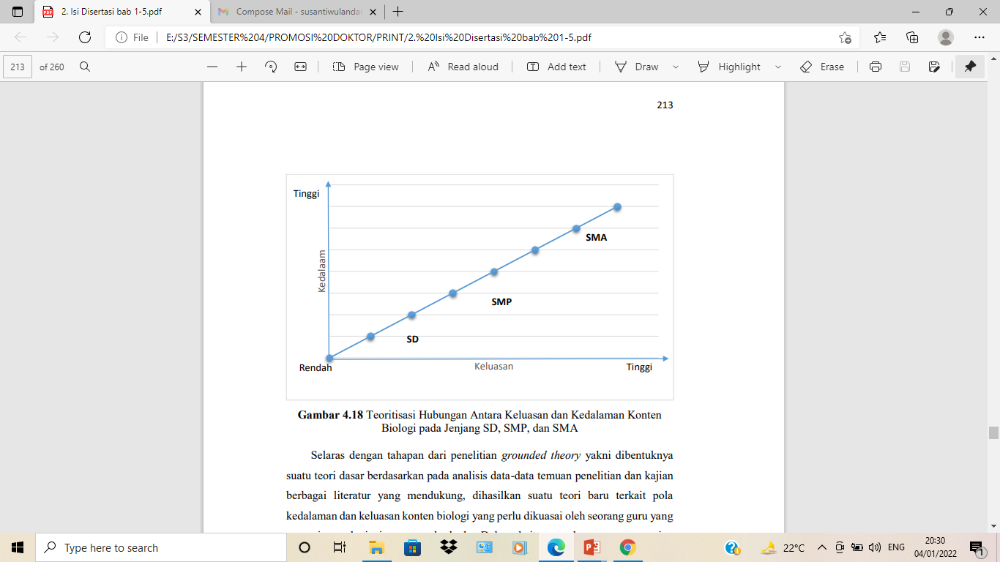 2. Isi Disertasi bab 1-5.pdf
Compose Mail - susantiwulandar
File
E:/S3/SEMESTER%204/PROMOSI%20DOKTOR/PRINT/2.%20Isi%20Disertasi%20bab%201-5.pdf
213
of 260
Page view
Read aloud
Add text
Draw
Highlight
Erase
213
Tinggi
Kedalaam
SMA
SMP
SD
Rendah
Keluasan
Tinggi
Gambar 4.18 Teoritisasi Hubungan Antara Keluasan dan Kedalaman Konten
Biologi pada Jenjang SD, SMP, dan SMA
Selaras dengan tahapan dari penelitian grounded theory yakni dibentuknya
suatu teori dasar berdasarkan pada analisis data-data temuan penelitian dan kajian
berbagai literatur yang mendukung, dihasilkan suatu teori baru terkait pola
kedalaman dan keluasan konten biologi yang perlu dikuasai oleh seorang guru yang
Type here to search
22°C
ENG
20:30
04/01/2022
1